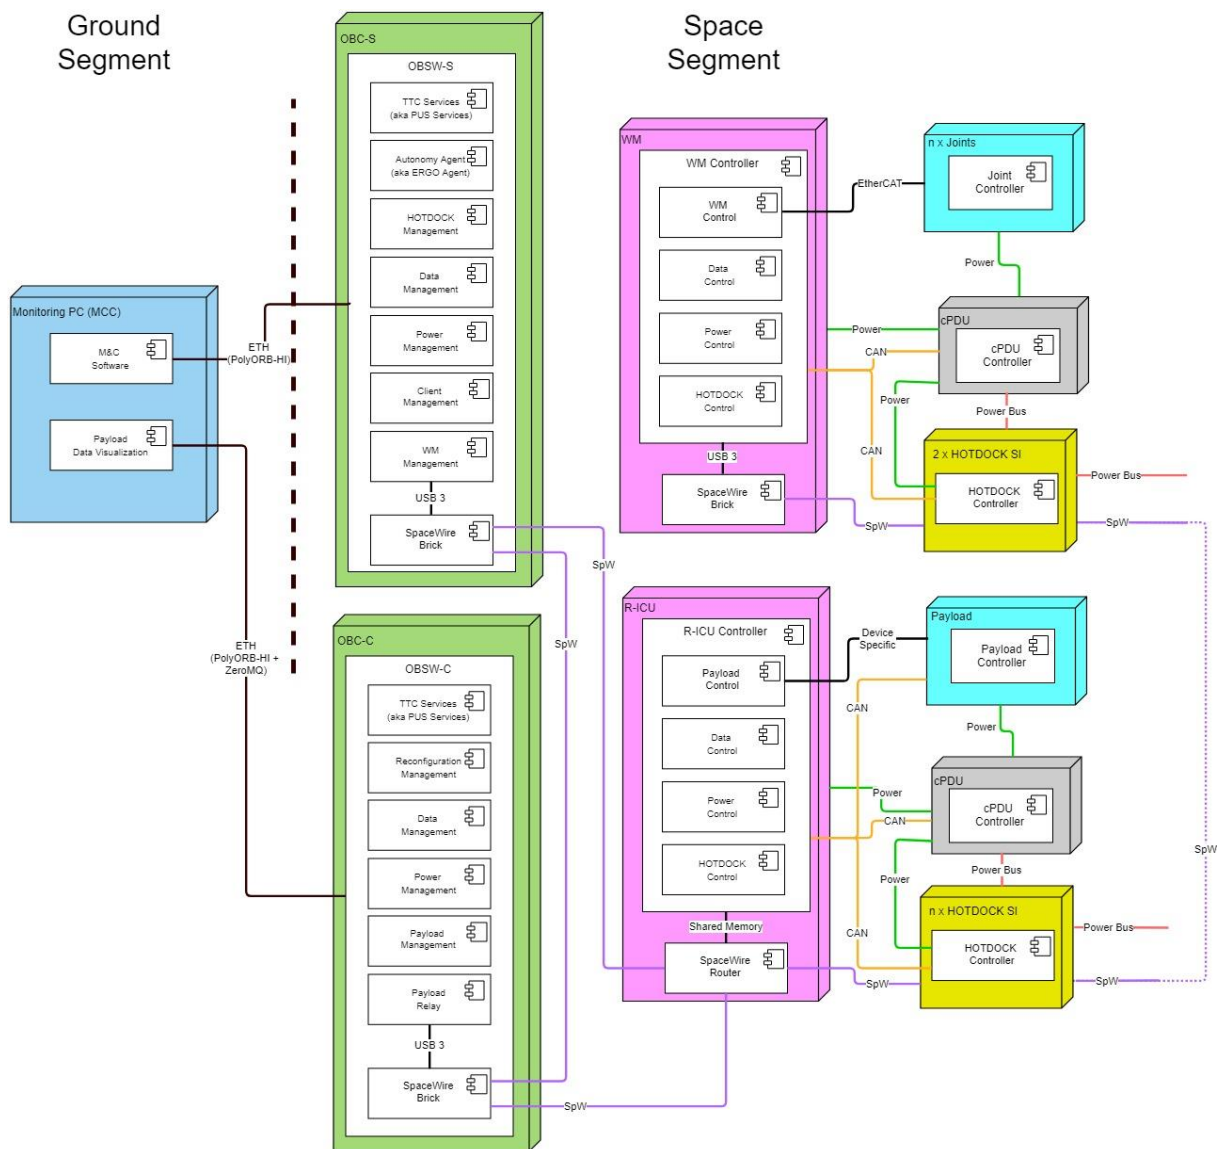 Ground
Segment
Space
Segment
Monitoring PC (MCC)
M&C
Software
Payload
Data Visualization
ETH
(PolyORB-HI)
ETH
(PolyORB-HI +
ZeroMQ)
OBC-S
OBSW-S
TTC Services
(aka PUS Services)
Autonomy Agent
(aka ERGO Agent)
HOTDOCK
Management
Data
Management
Power
Management
Client
Management
WM
Management
USB 3
SpaceWire
Brick
SpW
SpW
OBC-C
OBSW-C
TTC Services
(aka PUS Services)
Reconfiguration
Management
Data
Management
Power
Management
Payload
Management
Payload
Relay
USB 3
SpaceWire
Brick
SpW
WM
WM Controller
WM
Control
Data
Control
Power
Control
HOTDOCK
Control
USB 3
SpaceWire
Brick
EtherCAT
n x Joints
Joint
Controller
Power
Power
CAN
cPDU
cPDU
Controller
Power
Power Bus
CAN
2 x HOTDOCK SI
HOTDOCK
Controller
Power Bus
SpW
SpW
R-ICU
R-ICU Controller
Payload
Control
Data
Control
Power
Control
HOTDOCK
Control
Shared Memory
SpaceWire
Router
Device
Specific
Payload
Payload
Controller
CAN
Power
Power
CAN
cPDU
cPDU
Controller
Power
Power Bus
CAN
n x HOTDOCK SI
HOTDOCK
Controller
Power Bus
SpW
SpW
SpW